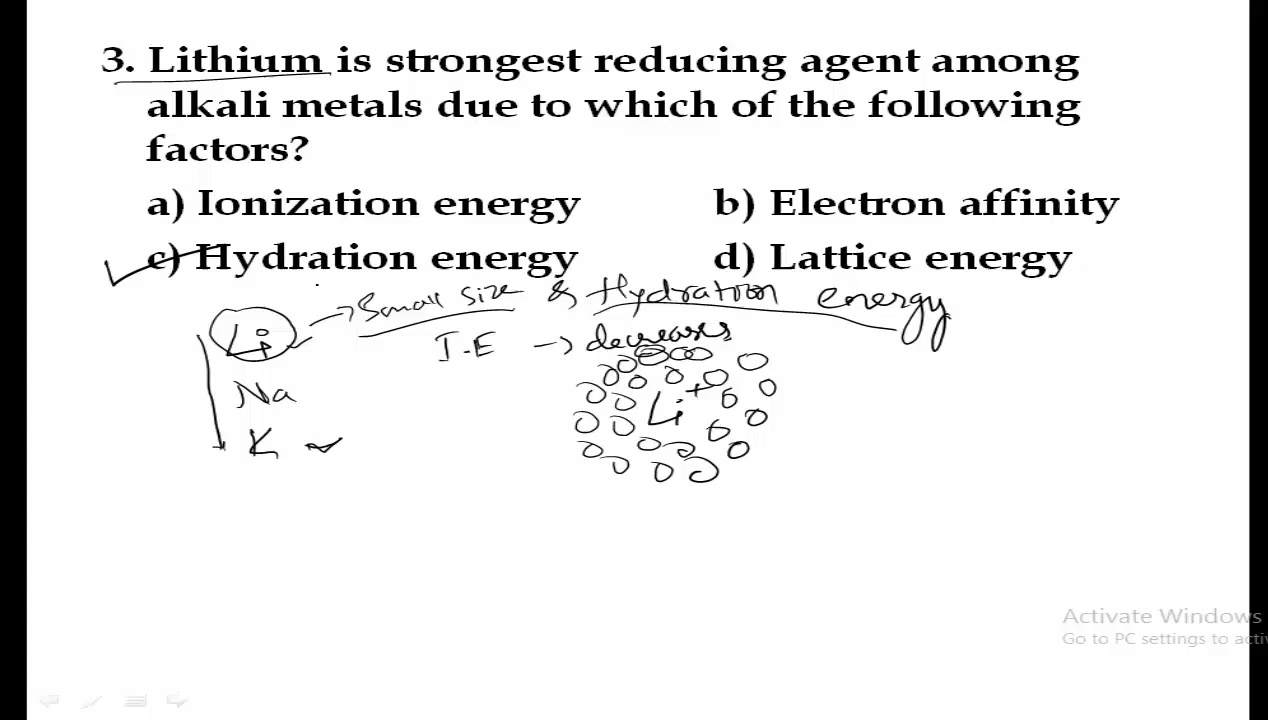 3. Lithium is strongest reducing agent among
alkali metals due to which of the following
factors?
a) Ionization energy b) Electron affinity
c) Hydration energy d) Lattice energy
Li → Small size & Hydration energy
I.E → decreases
Na
Li+
K
Activate Windows
Go to PC settings to acti